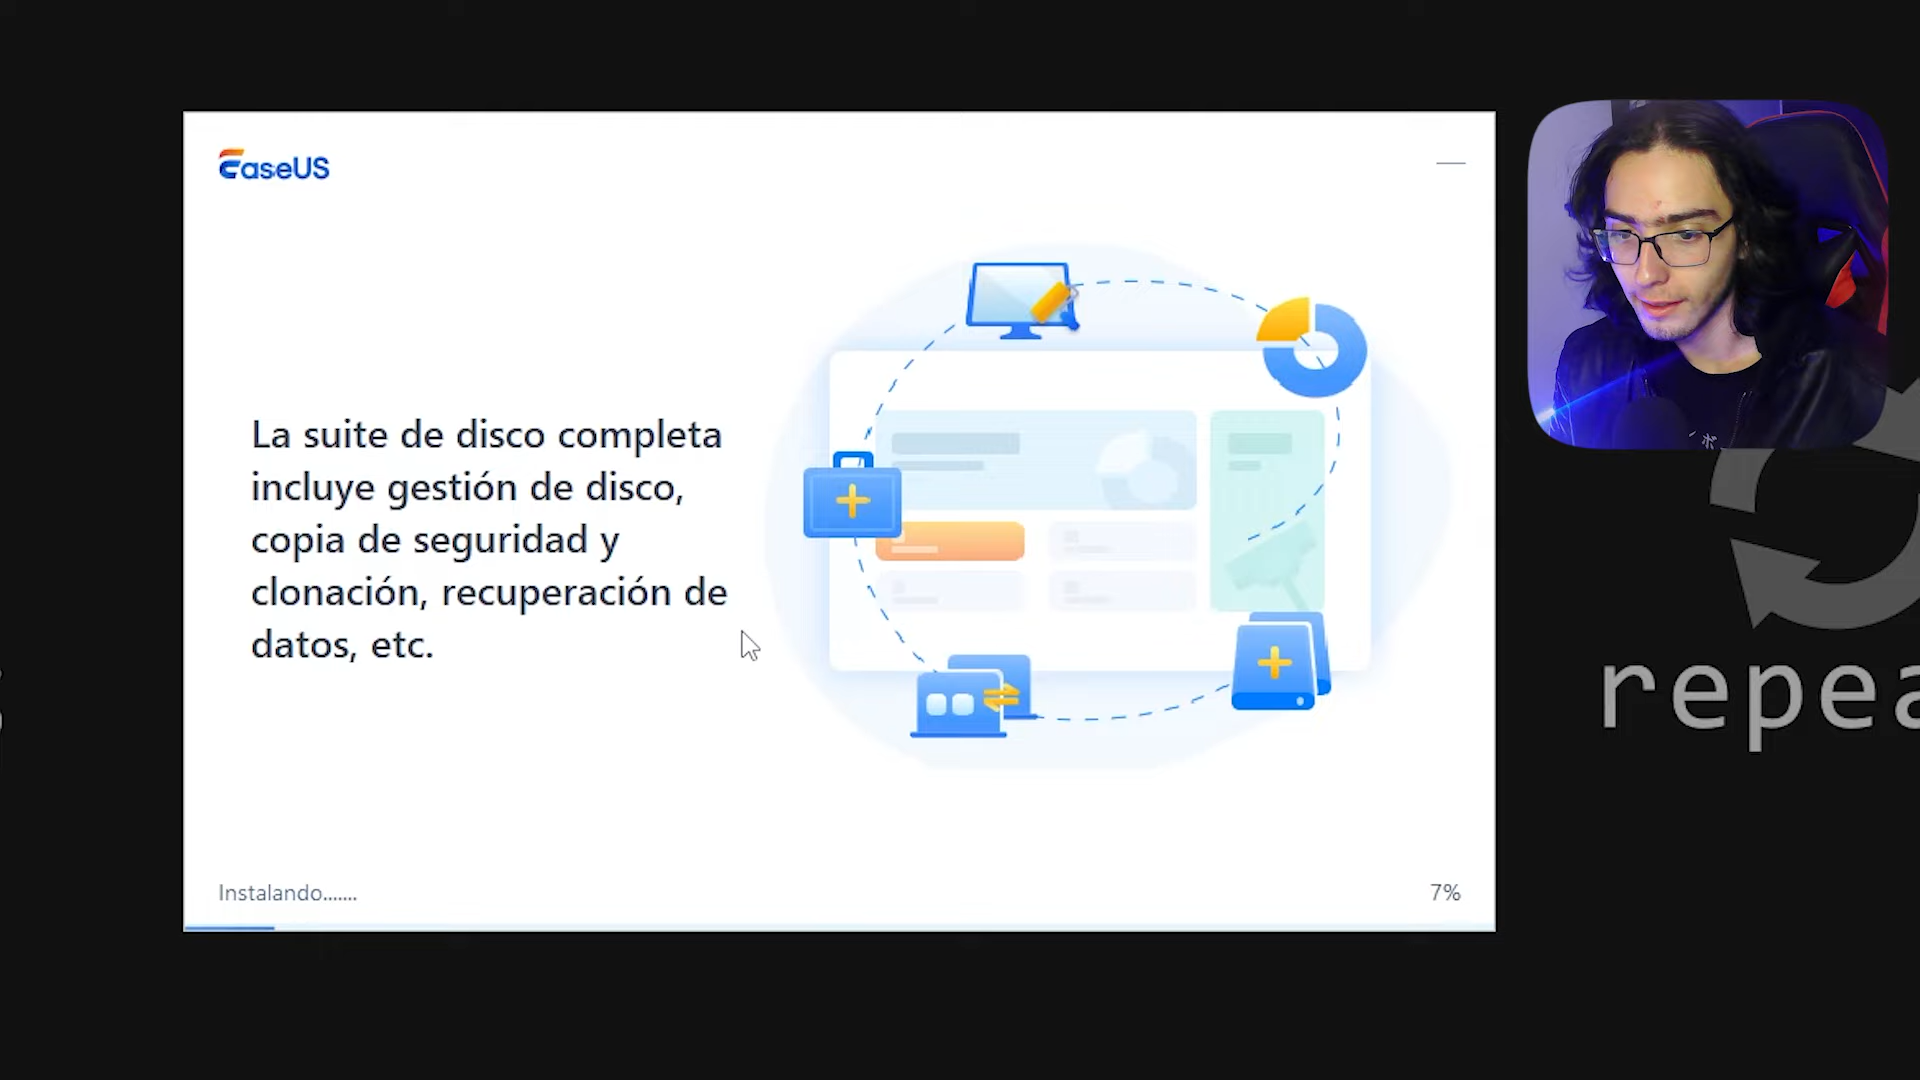 EaseUS
La suite de disco completa
incluye gestión de disco,
copia de seguridad y
clonación, recuperación de
datos, etc.
Instalando.......
7%
repea